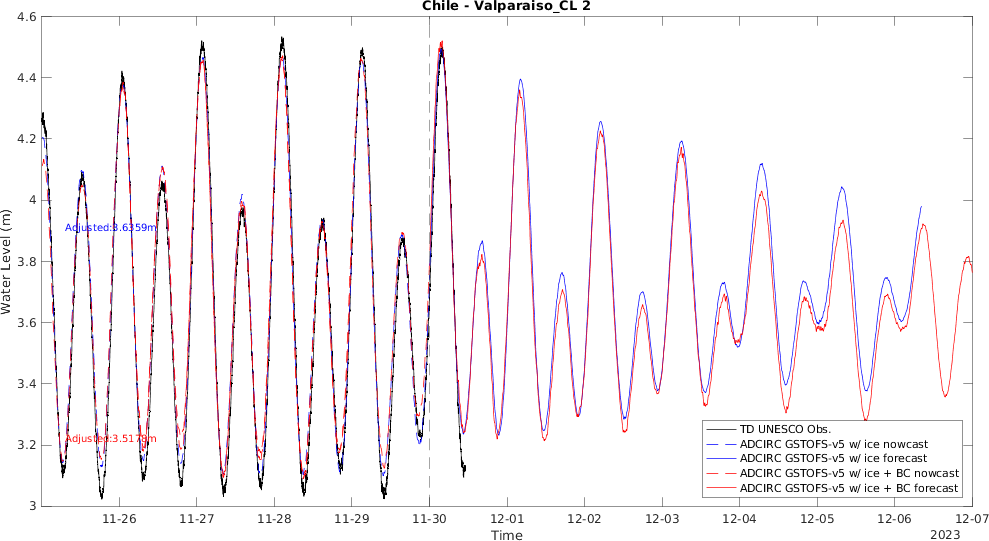 Chile - Valparaiso_CL 2
Water Level (m)
4.6
4.4
4.2
4
3.8
3.6
3.4
3.2
3
Adjusted:3.6359m
Adjusted:3.5178m
TD UNESCO Obs.
ADCIRC GSTOFS-v5 w/ ice nowcast
ADCIRC GSTOFS-v5 w/ ice forecast
ADCIRC GSTOFS-v5 w/ ice + BC nowcast
ADCIRC GSTOFS-v5 w/ ice + BC forecast
11-26 11-27 11-28 11-29 11-30 12-01 12-02 12-03 12-04 12-05 12-06 12-07
Time
2023